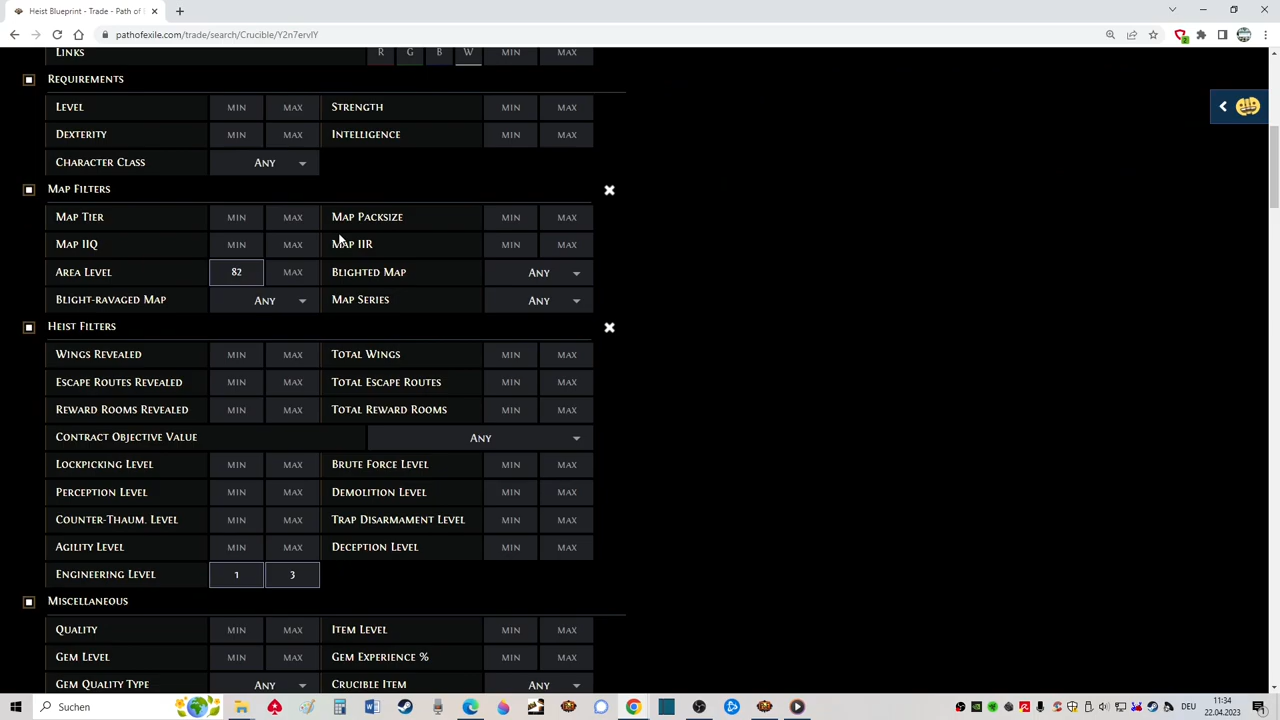 Heist Blueprint - Trade - Path of E
pathofexile.com/trade/search/Crucible/Y2n7ervlY
2
Links R G B W MIN MAX
Requirements
Level MIN MAX Strength MIN MAX
Dexterity MIN MAX Intelligence MIN MAX
Character Class Any
Map Filters
Map Tier MIN MAX Map Packsize MIN MAX
Map IIQ MIN MAX Map IIR MIN MAX
Area Level 82 MAX Blighted Map Any
Blight-ravaged Map Any Map Series Any
Heist Filters
Wings Revealed MIN MAX Total Wings MIN MAX
Escape Routes Revealed MIN MAX Total Escape Routes MIN MAX
Reward Rooms Revealed MIN MAX Total Reward Rooms MIN MAX
Contract Objective Value Any
Lockpicking Level MIN MAX Brute Force Level MIN MAX
Perception Level MIN MAX Demolition Level MIN MAX
Counter-Thaum. Level MIN MAX Trap Disarmament Level MIN MAX
Agility Level MIN MAX Deception Level MIN MAX
Engineering Level 1 3
Miscellaneous
Quality MIN MAX Item Level MIN MAX
Gem Level MIN MAX Gem Experience % MIN MAX
Gem Quality Type Any Crucible Item Any
Suchen DEU 11:34
22.04.2023